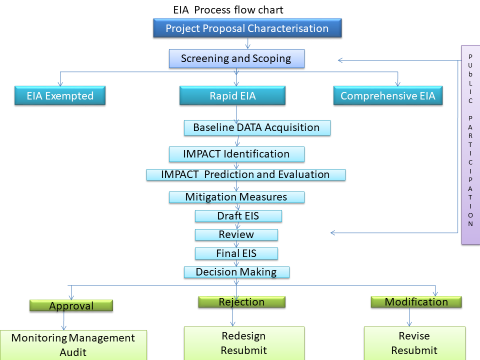 EIA  Process flow chart
Project Proposal Characterisation
Screening and Scoping
EIA Exempted
Rapid EIA
Comprehensive EIA
Baseline DATA Acquisition
IMPACT Identification
IMPACT  Prediction and Evaluation
Mitigation Measures
Draft EIS
Review
Final EIS
Decision Making
Approval
Rejection
Modification
Monitoring Management
Audit
Redesign
Resubmit
Revise
Resubmit
PUbLIC PARTICIPATION